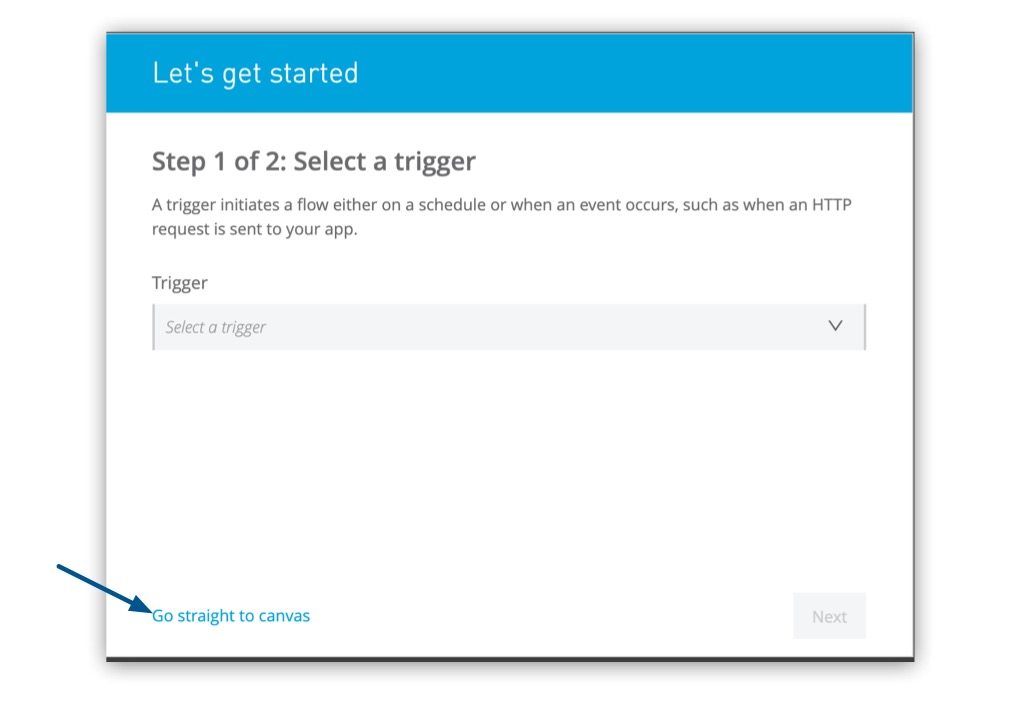 Let's get started
Step 1 of 2: Select a trigger
A trigger initiates a flow either on a schedule or when an event occurs, such as when an HTTP
request is sent to your app.
Trigger
Select a trigger
Go straight to canvas
Next